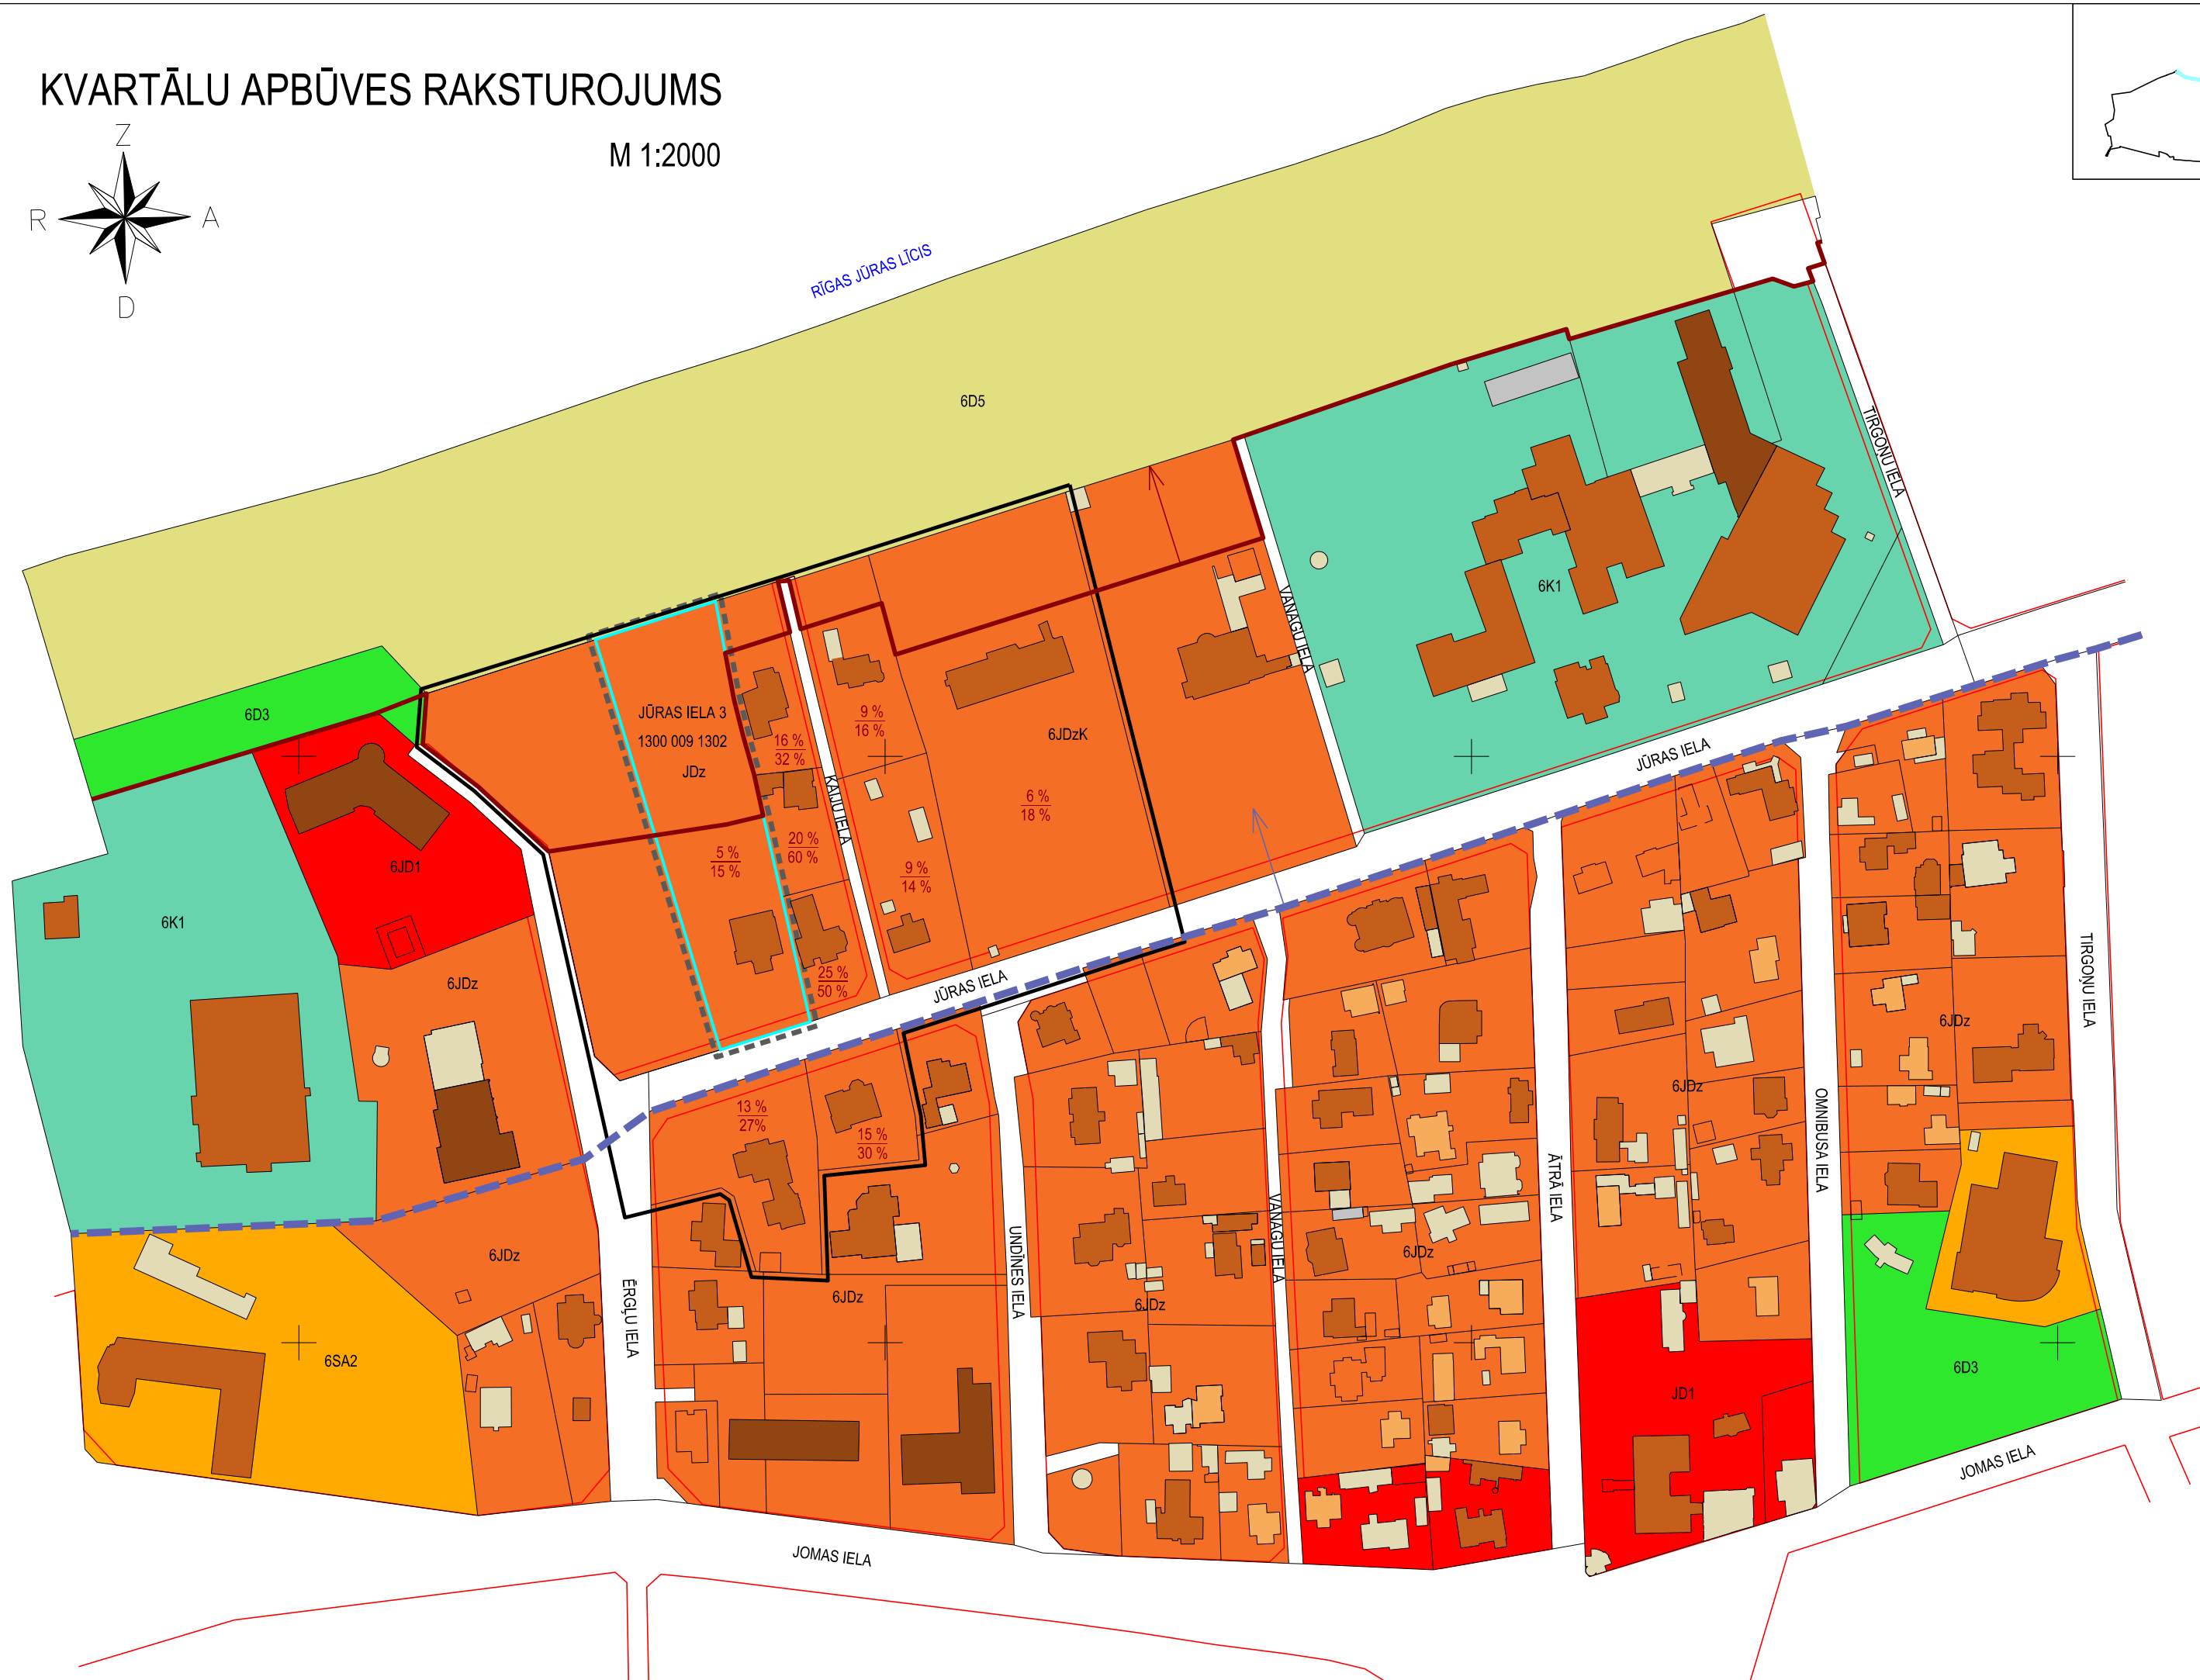 KVARTĀLU APBŪVES RAKSTUROJUMS
M 1:2000
Z
R
A
D
RĪGAS JŪRAS LĪCIS
6D5
TIRGOŅU IELA
6K1
VANAGU IELA
6D3
JŪRAS IELA 3
1300 009 1302
JDz
9 %
16 %
16 %
32 %
6JDzK
JŪRAS IELA
KAIJU IELA
6 %
18 %
20 %
60 %
5 %
15 %
9 %
14 %
6JD1
6K1
6JDz
25 %
50 %
JŪRAS IELA
TIRGOŅU IELA
6JDz
6JDz
13 %
27%
15 %
30 %
OMNIBUSA IELA
ĀTRĀ IELA
VANAGU IELA
6JDz
6JDz
UNDĪNES IELA
ĒRGĻU IELA
6JDz
6JDz
6SA2
6D3
JD1
JOMAS IELA
JOMAS IELA